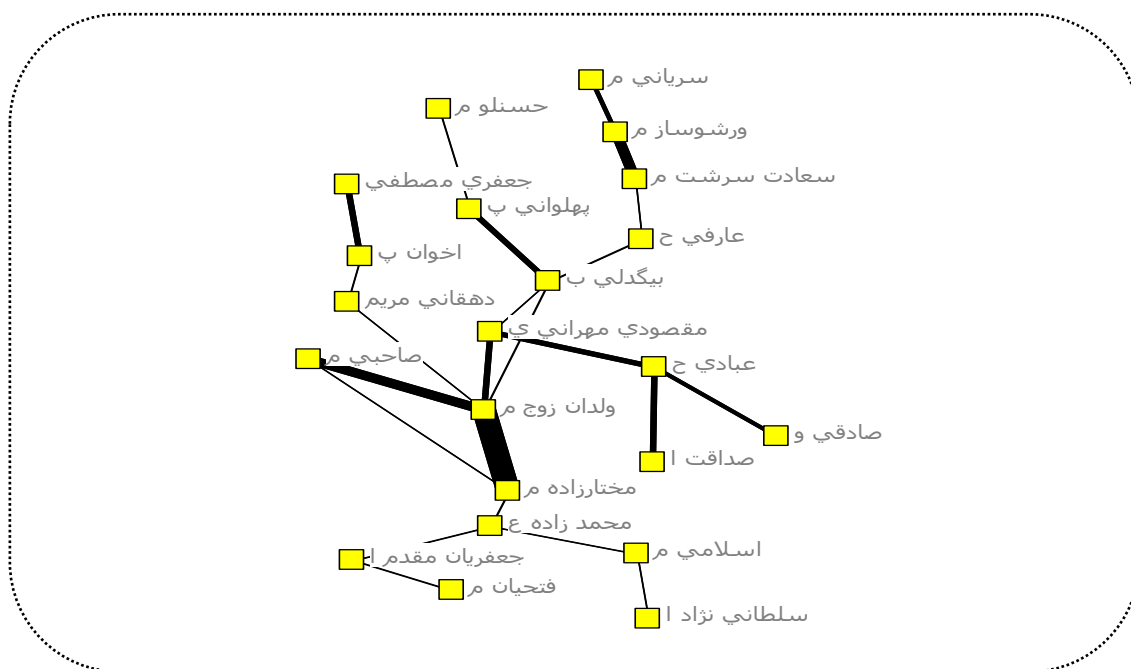 سرياني م
حسنلو م
ورشوساز م
سعادت سرشت م
جعفري مصطفي
پهلواني پ
عارفي ح
اخوان پ
بيگدلي ب
دهقاني مريم
مقصودي مهراني ي
صاحبي م
عبادي ح
ولدان زوج م
صادقي و
صداقت ا
مختارزاده م
محمد زاده ع
اسلامي م
جعفريان مقدم ا
فتحيان م
سلطاني نژاد ا